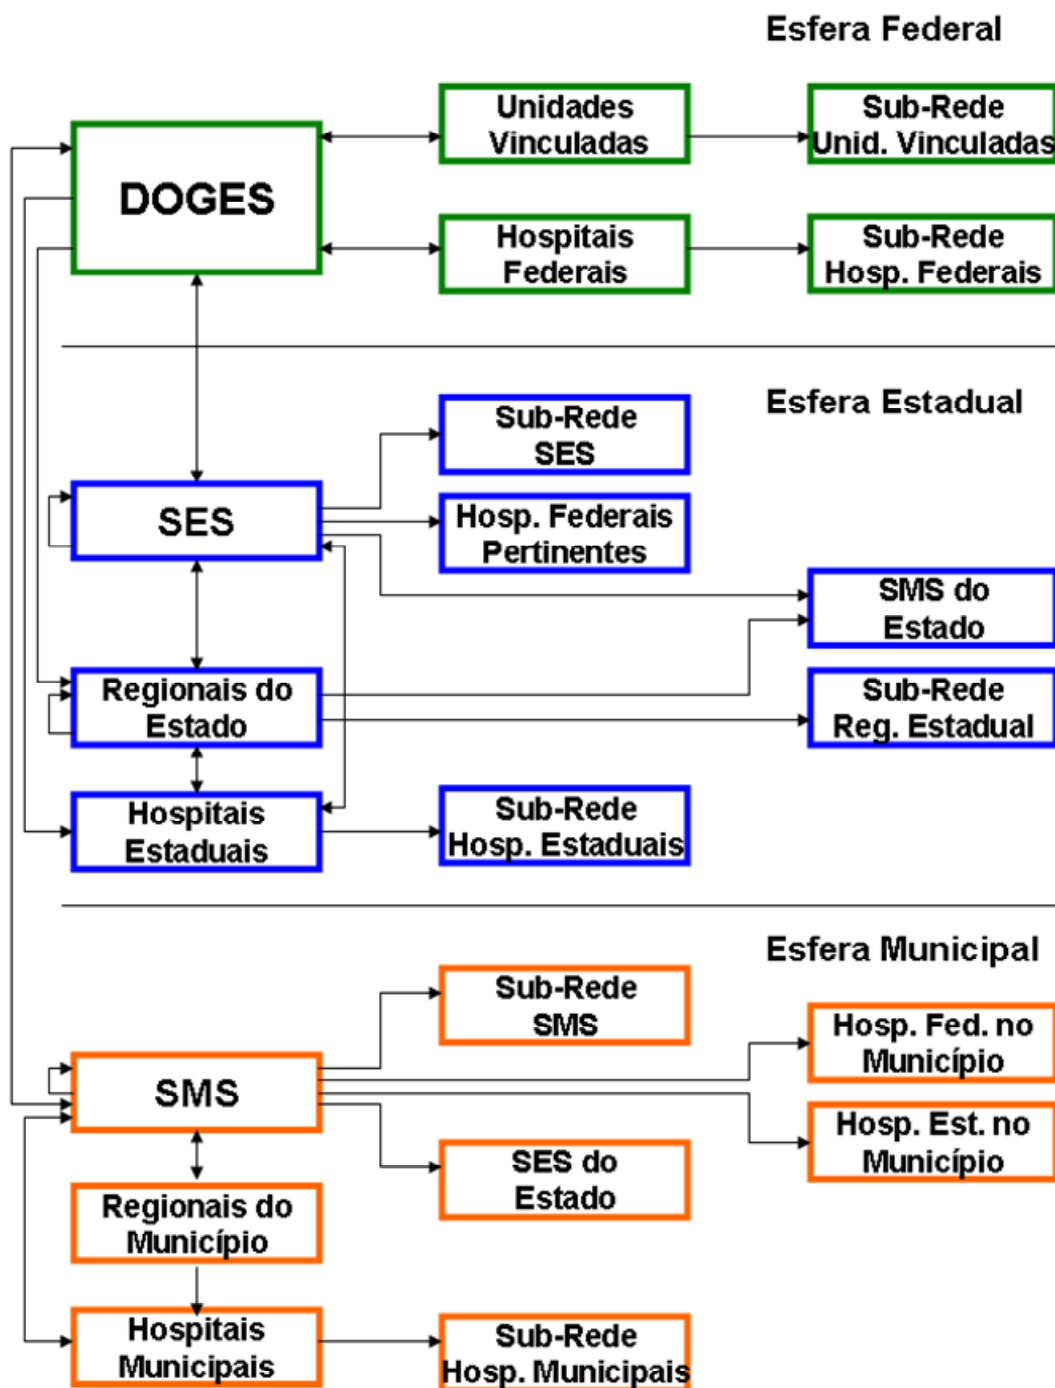 Esfera Federal
Unidades
Vinculadas
Sub-Rede
Unid. Vinculadas
DOGES
Hospitais
Federais
Sub-Rede
Hosp. Federais
Esfera Estadual
Sub-Rede
SES
SES
Hosp. Federais
Pertinentes
SMS do
Estado
Regionais do
Estado
Sub-Rede
Reg. Estadual
Hospitais
Estaduais
Sub-Rede
Hosp. Estaduais
Esfera Municipal
Sub-Rede
SMS
Hosp. Fed. no
Município
SMS
Hosp. Est. no
Município
SES do
Estado
Regionais do
Município
Hospitais
Municipais
Sub-Rede
Hosp. Municipais